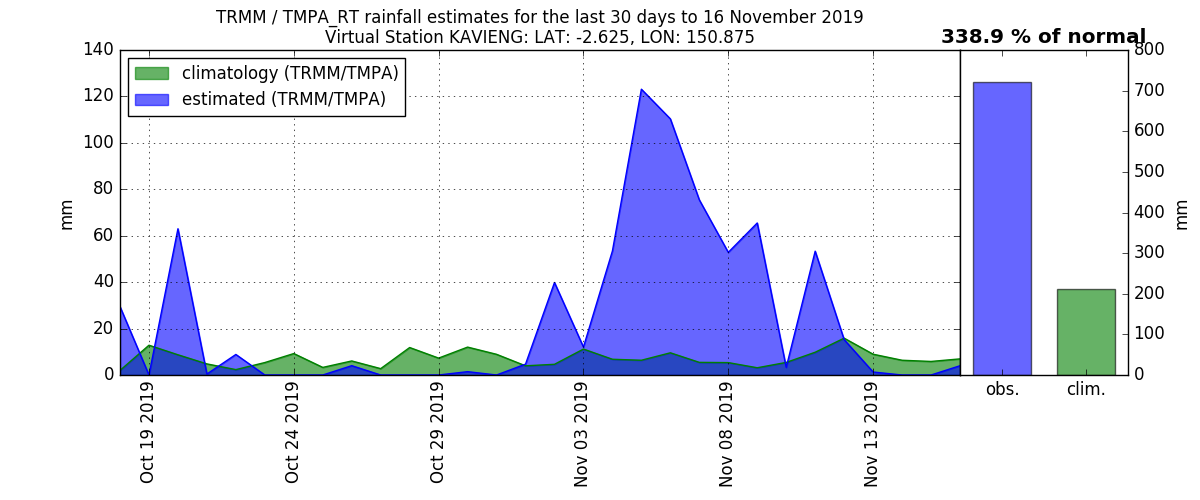 TRMM / TMPA_RT rainfall estimates for the last 30 days to 16 November 2019
Virtual Station KAVIENG: LAT: -2.625, LON: 150.875
338.9 % of normal
climatology (TRMM/TMPA)
estimated (TRMM/TMPA)
mm
140
120
100
80
60
40
20
0
Oct 19 2019
Oct 24 2019
Oct 29 2019
Nov 03 2019
Nov 08 2019
Nov 13 2019
800
700
600
500
400
300
200
100
0
mm
obs.
clim.